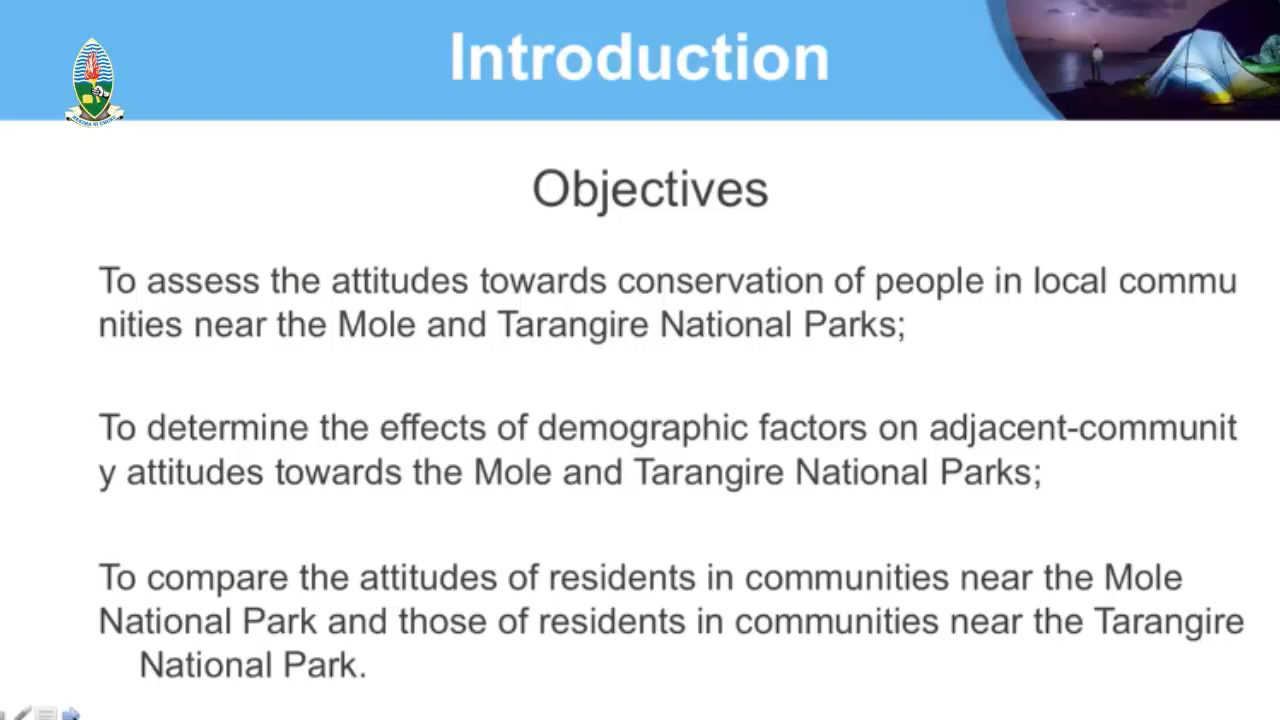 Introduction
Objectives
To assess the attitudes towards conservation of people in local commu
nities near the Mole and Tarangire National Parks;
To determine the effects of demographic factors on adjacent-communit
y attitudes towards the Mole and Tarangire National Parks;
To compare the attitudes of residents in communities near the Mole
National Park and those of residents in communities near the Tarangire
National Park.